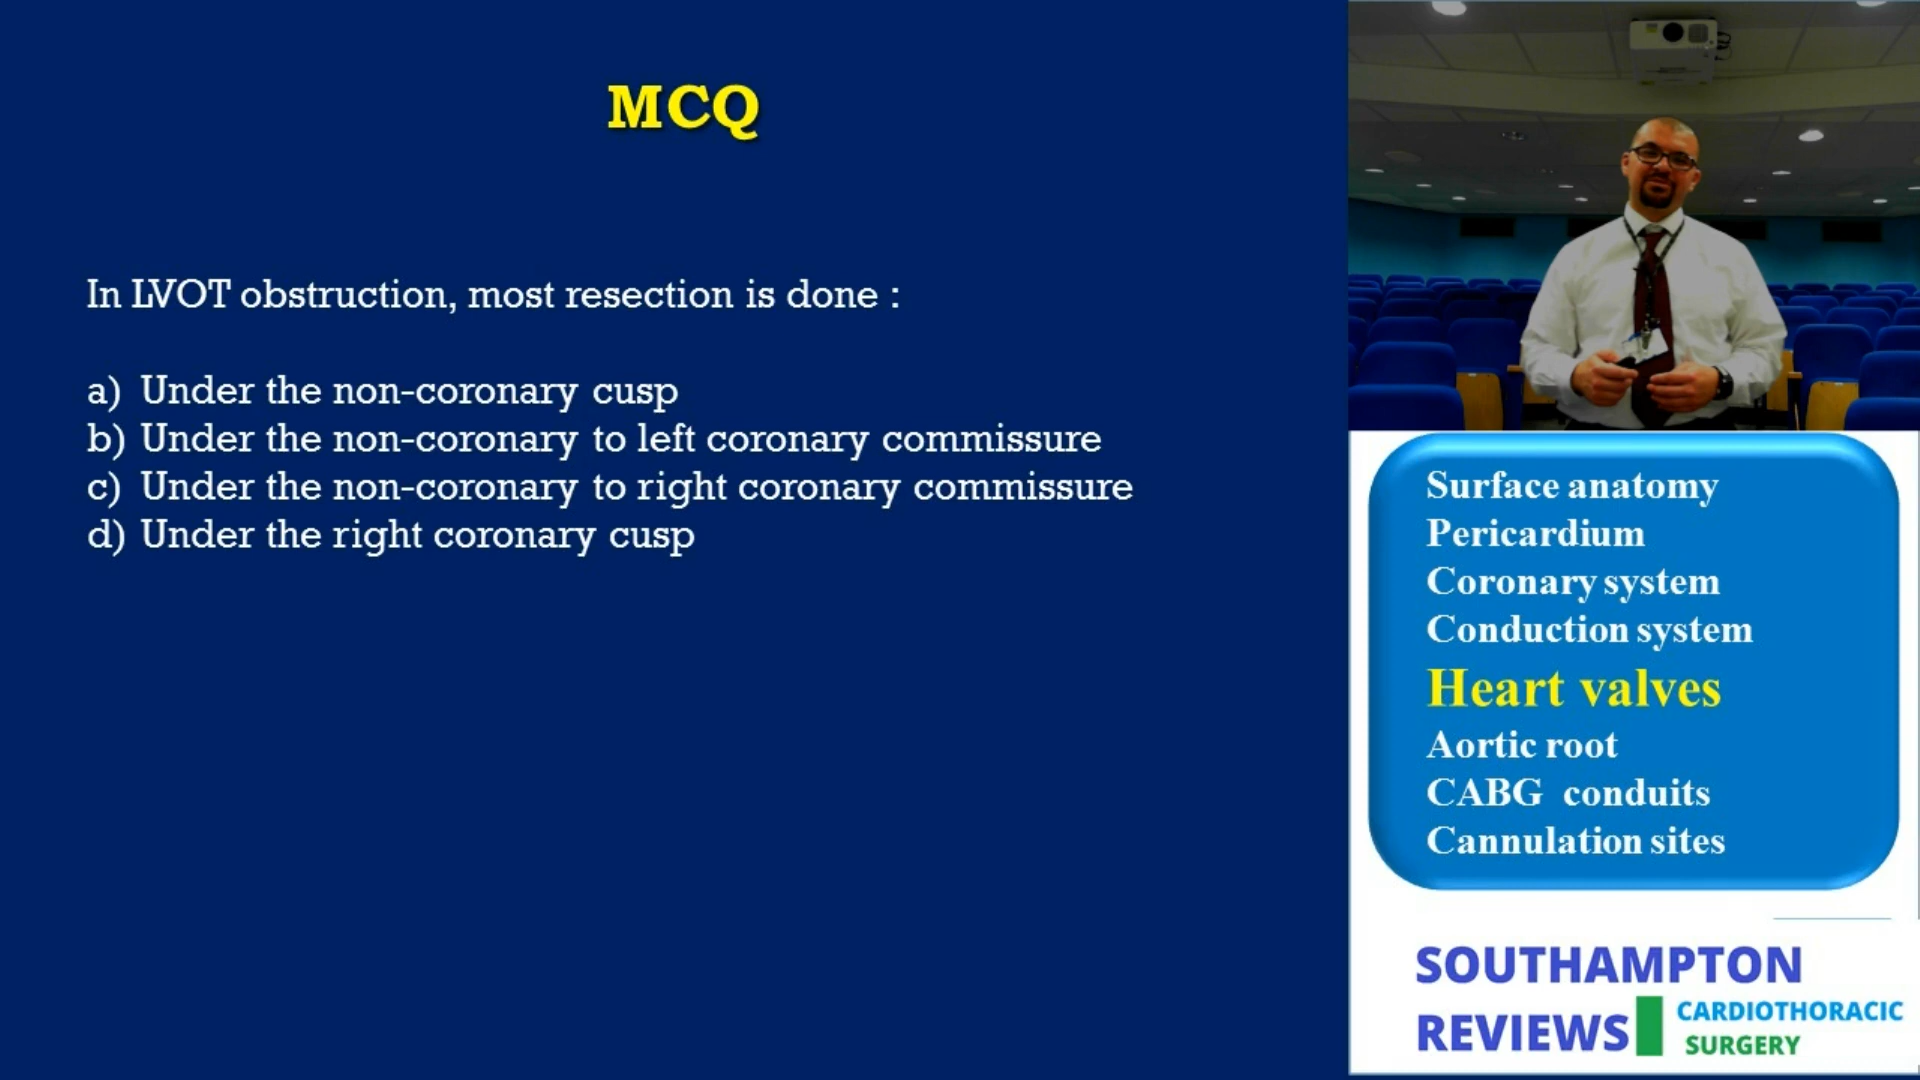 MCQ
In LVOT obstruction, most resection is done :
a) Under the non-coronary cusp
b) Under the non-coronary to left coronary commissure
c) Under the non-coronary to right coronary commissure
d) Under the right coronary cusp
Surface anatomy
Pericardium
Coronary system
Conduction system
Heart valves
Aortic root
CABG conduits
Cannulation sites
SOUTHAMPTON
REVIEWS
CARDIOTHORACIC
SURGERY